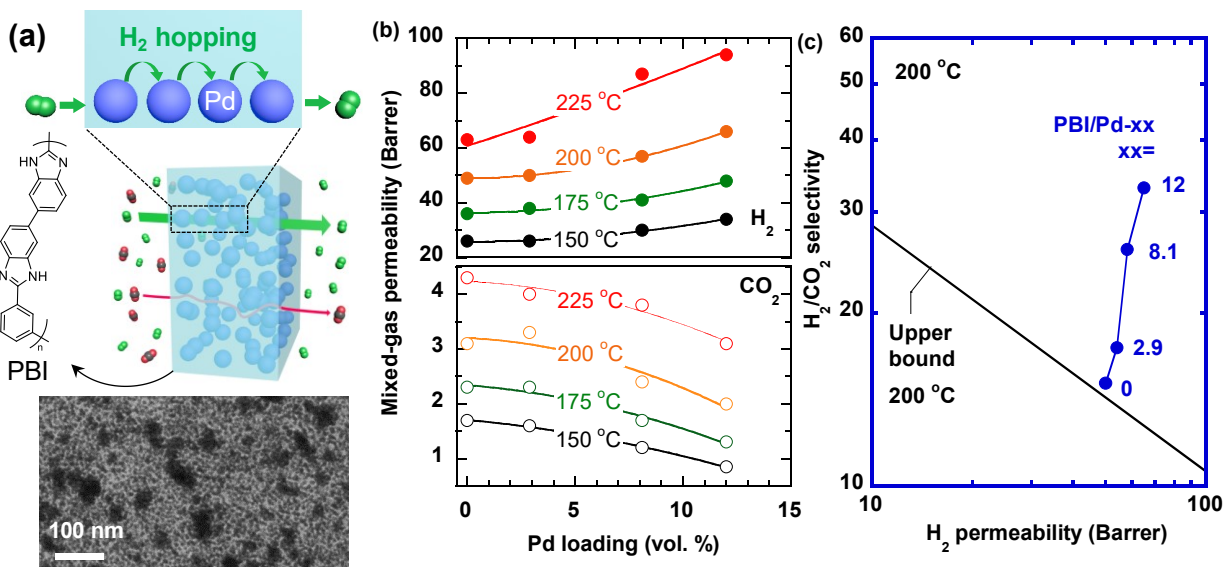 (a)
H2 hopping
Pd
HN
N
N
NH
n
PBI
100 nm
(b)
100
80
60
40
20
225 °C
200 °C
175 °C
150 °C
H2
4
3
2
1
225 °C
200 °C
175 °C
150 °C
CO2
Mixed-gas permeability (Barrer)
0
5
10
15
Pd loading (vol. %)
(c)
60
50
40
30
20
10
200 °C
PBI/Pd-xx
xx=
12
8.1
2.9
0
Upper
bound
200 °C
H2/CO2 selectivity
10
100
H2 permeability (Barrer)